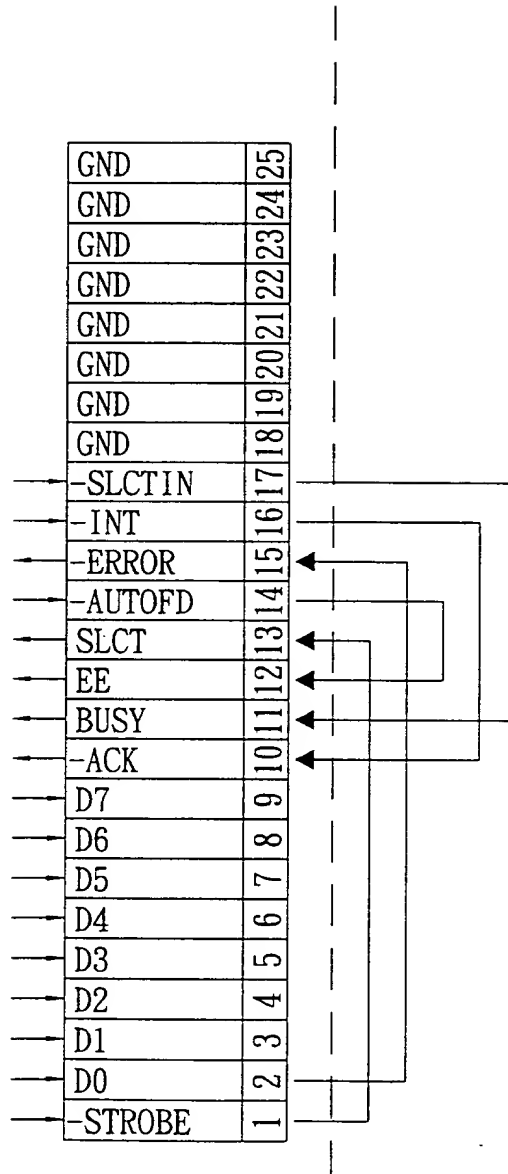 GND 25
GND 24
GND 23
GND 22
GND 21
GND 20
GND 19
GND 18
-SLCTIN 17
-INT 16
-ERROR 15
-AUTOFD 14
SLCT 13
EE 12
BUSY 11
-ACK 10
D7 9
D6 8
D5 7
D4 6
D3 5
D2 4
D1 3
D0 2
-STROBE 1